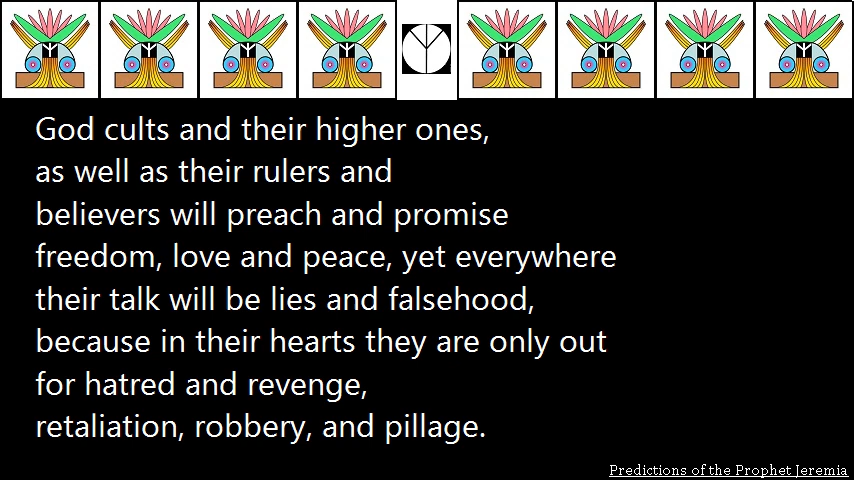 God cults and their higher ones,
as well as their rulers and
believers will preach and promise
freedom, love and peace, yet everywhere
their talk will be lies and falsehood,
because in their hearts they are only out
for hatred and revenge,
retaliation, robbery, and pillage.
Predictions of the Prophet Jeremia